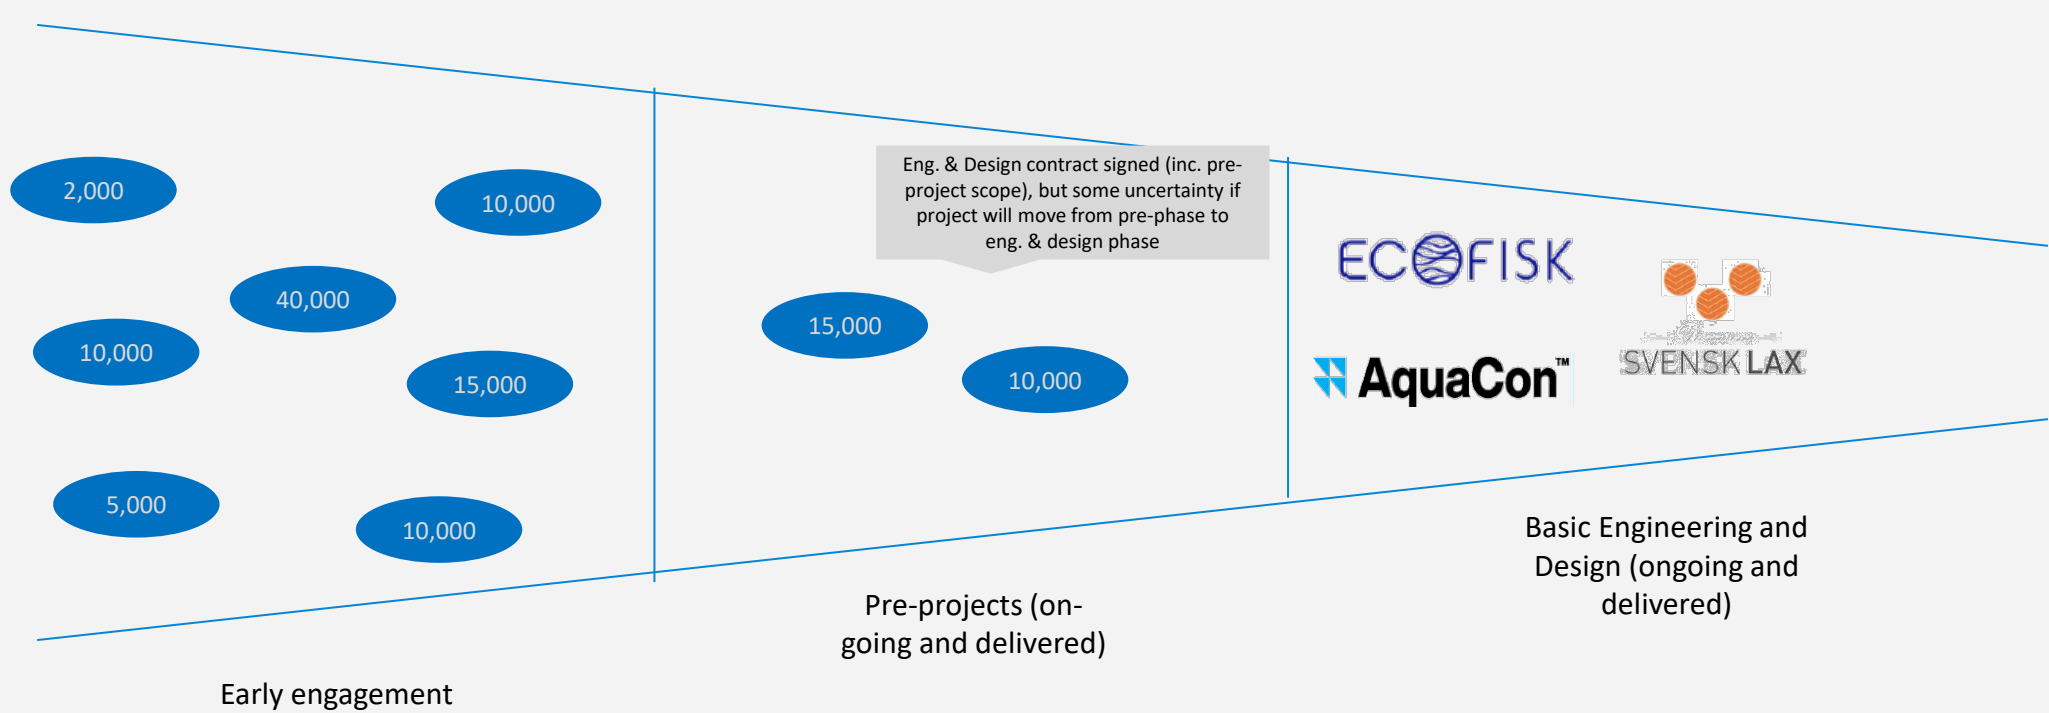 2,000
10,000
40,000
10,000
15,000
5,000
10,000
Early engagement
Eng. & Design contract signed (inc. pre-
project scope), but some uncertainty if
project will move from pre-phase to
eng. & design phase
15,000
10,000
Pre-projects (on-
going and delivered)
ECOFISK
AquaCon™
SVENSK LAX
Basic Engineering and
Design (ongoing and
delivered)